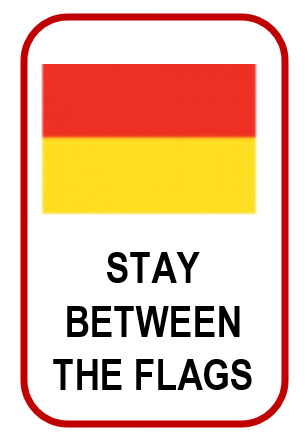 STAY
BETWEEN
THE FLAGS